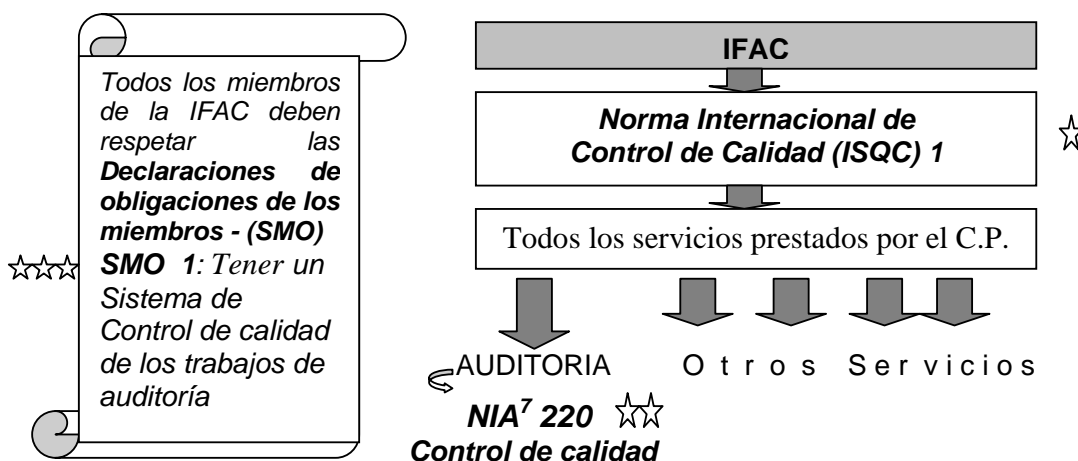 Todos los miembros
de la IFAC deben
respetar las
Declaraciones de
obligaciones de los
miembros - (SMO)
SMO 1: Tener un
Sistema de
Control de calidad
de los trabajos de
auditoría
IFAC
Norma Internacional de
Control de Calidad (ISQC) 1
Todos los servicios prestados por el C.P.
AUDITORIA
Otros Servicios
NIA⁷ 220
Control de calidad